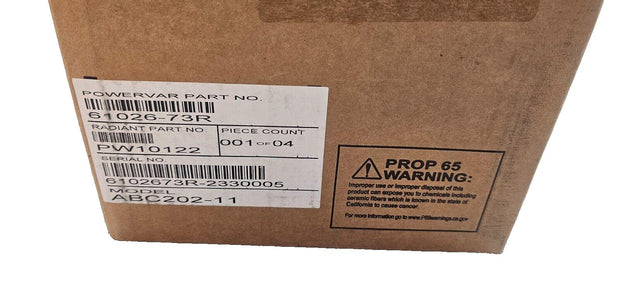 POWERVAR PART NO.
61026-73R
RADIANT PART NO
PIECE COUNT
PW10122
001 OF 04
SERIAL NO
6102673R-2330005
MODEL
ABC202-11
PROP 65
WARNING:
Improper use or improper disposal of this
product can expose you to chemicals including
ceramic fibers which is known in the state of
California to cause cancer.
For more information go to www.P65warnings.ca.gov